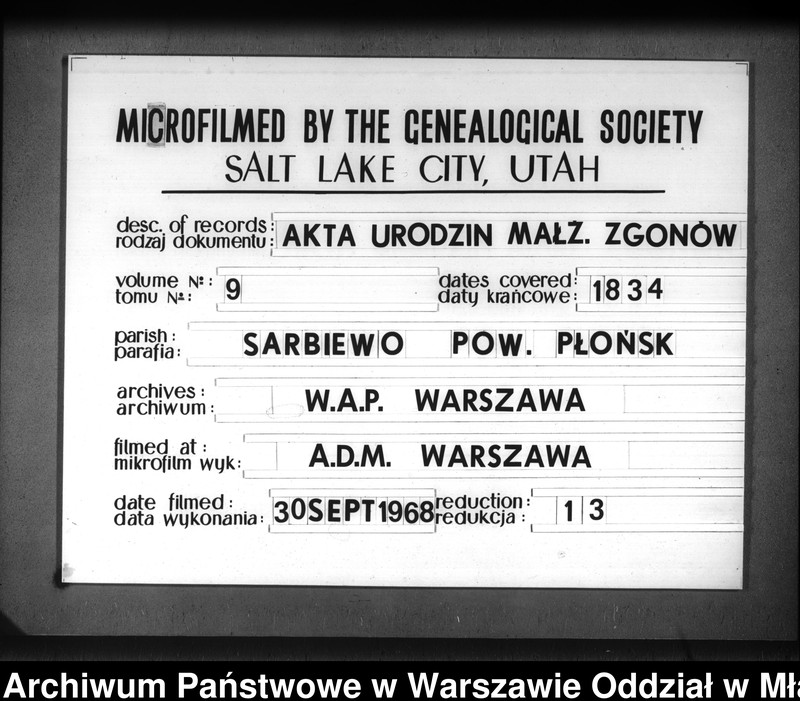 MICROFILMED BY THE GENEALOGICAL SOCIETY
SALT LAKE CITY, UTAH
desc. of records:
rodzaj dokumentu: AKTA URODZIN MAŁŻ. ZGONÓW
volume №: 9 dates covered: 1834
tomu №: daty krańcowe:
parish: SARBIEWO POW. PŁOŃSK
parafia:
archives: W.A.P. WARSZAWA
archiwum:
filmed at: A.D.M. WARSZAWA
mikrofilm wyk:
date filmed: 30 SEPT 1968 reduction: 13
data wykonania: redukcja:
Archiwum Państwowe w Warszawie Oddział w Mła